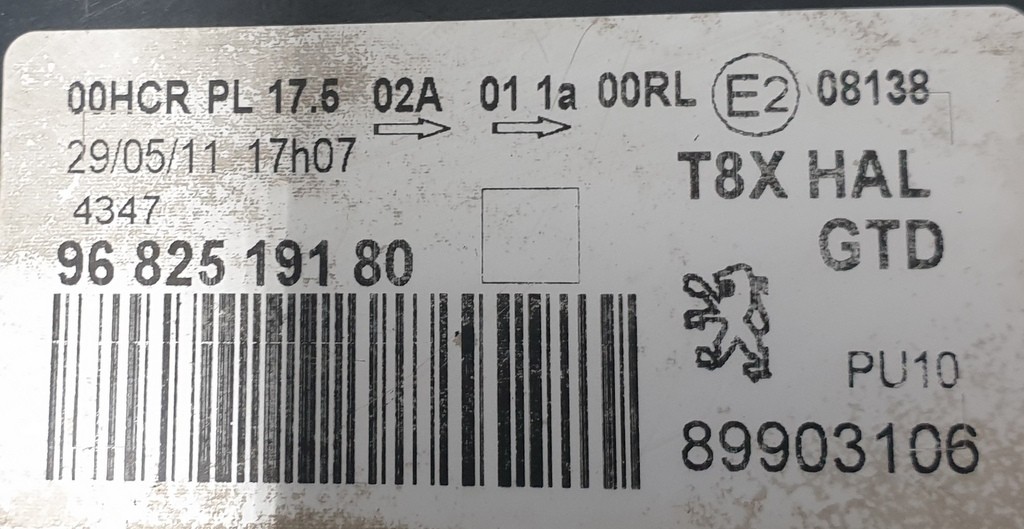 00HCR PL 17.5 02A 01 1a 00RL E2 08138
29/05/11 17h07
T8X HAL
4347
GTD
96 825 191 80
PU10
89903106